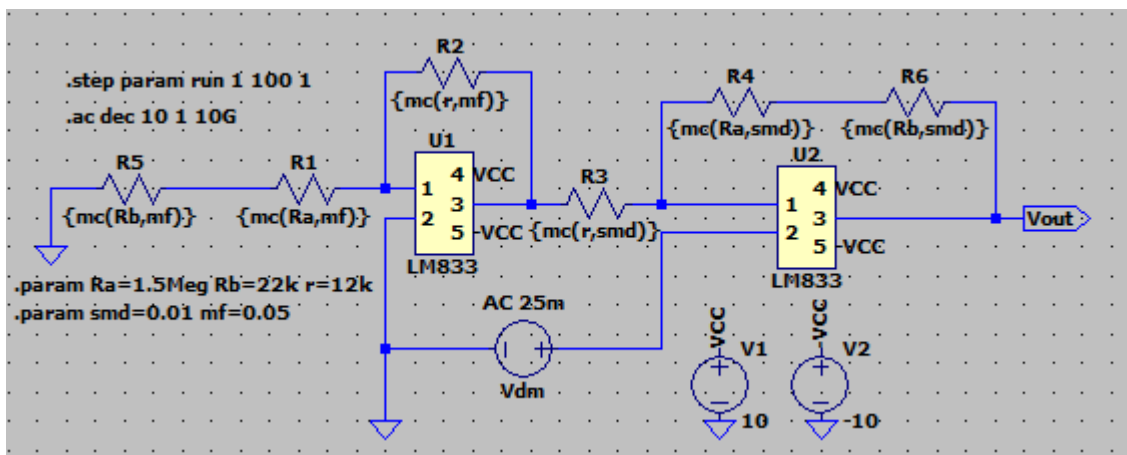 .step param run 1 100 1
.ac dec 10 1 10G
R2
{mc(r,mf)}
R4
{mc(Ra,smd)}
R6
{mc(Rb,smd)}
R5
{mc(Rb,mf)}
R1
{mc(Ra,mf)}
U1
1
2
4
3
5
VCC
-VCC
LM833
R3
{mc(r,smd)}
U2
1
2
4
3
5
VCC
-VCC
LM833
Vout
.param Ra=1.5Meg Rb=22k r=12k
.param smd=0.01 mf=0.05
AC 25m
Vdm
VCC
V1
10
-VCC
V2
-10